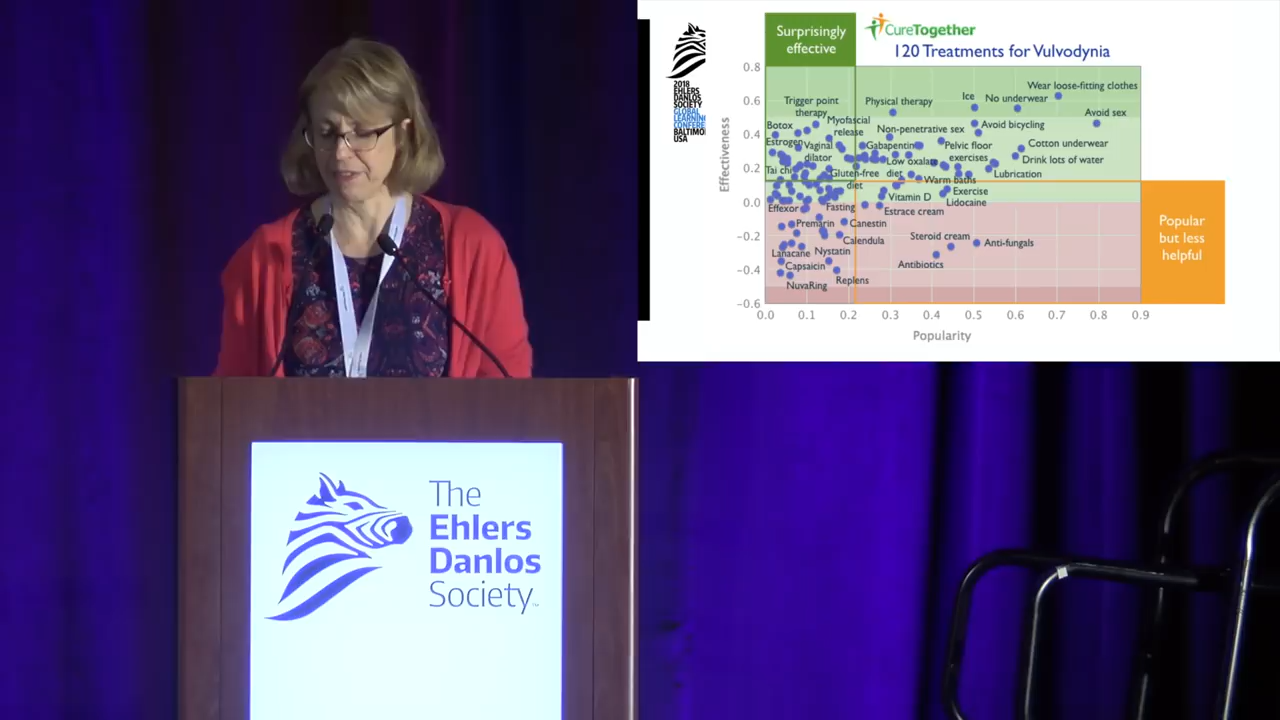 The
Ehlers
Danlos
Society
2018
EHLERS
DANLOS
SOCIETY
GLOBAL
LEARNI
CONFERE
BALTIMO
USA
Surprisingly
effective
CureTogether
120 Treatments for Vulvodynia
Effectiveness
0.8
0.6
0.4
0.2
0.0
−0.2
−0.4
−0.6
Wear loose-fitting clothes
Ice
No underwear
Trigger point
therapy
Physical therapy
Avoid sex
Botox
Myofascial
release
Non-penetrative sex
Avoid bicycling
Estrogen
Vaginal
dilator
Gabapentin
Pelvic floor
exercises
Cotton underwear
Drink lots of water
Tai chi
Gluten-free
diet
Low oxalate
diet
Lubrication
Warm baths
Exercise
Vitamin D
Lidocaine
Effexor
Fasting
Estrace cream
Premarin
Canestin
Calendula
Steroid cream
Anti-fungals
Lanacane
Nystatin
Antibiotics
Capsaicin
Replens
NuvaRing
Popular
but less
helpful
0.0 0.1 0.2 0.3 0.4 0.5 0.6 0.7 0.8 0.9
Popularity